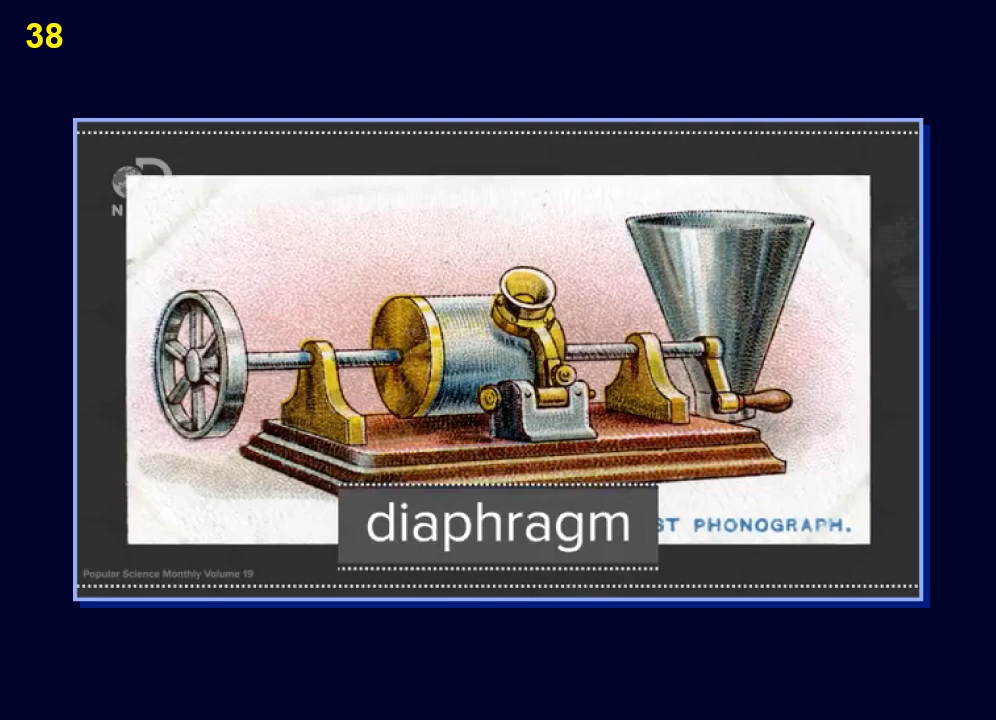 38
N
diaphragm
ST PHONOGRAPH.
Popular Science Monthly Volume 19